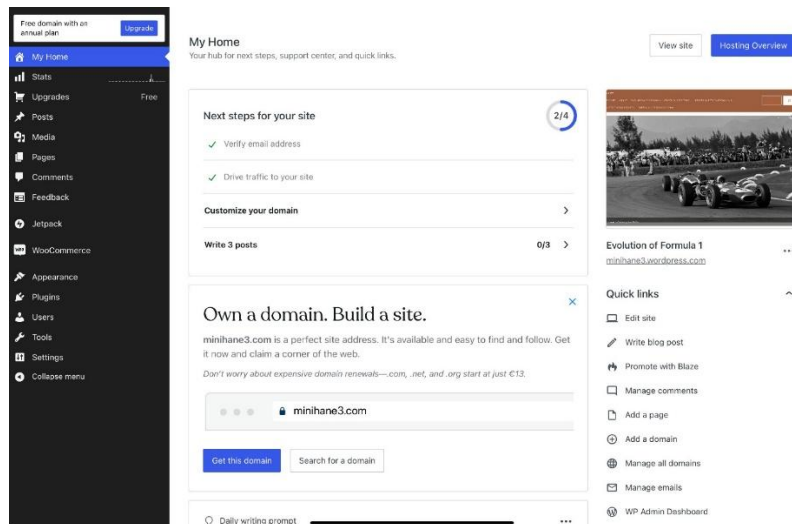 Free domain with an
annual plan
Upgrade
My Home
Stats
Upgrades
Free
Posts
Media
Pages
Comments
Feedback
Jetpack
WOO
WooCommerce
Appearance
Plugins
Users
Tools
Settings
Collapse menu
My Home
Your hub for next steps, support center, and quick links.
View site
Hosting Overview
Next steps for your site
2/4
Verify email address
Drive traffic to your site
Customize your domain
Write 3 posts
0/3
Own a domain. Build a site.
minihane3.com is a perfect site address. It's available and easy to find and follow. Get
it now and claim a corner of the web.
Don't worry about expensive domain renewals––.com, .net, and .org start at just €13.
minihane3.com
Get this domain
Search for a domain
Daily writing prompt
Evolution of Formula 1
minihane3.wordpress.com
Quick links
Edit site
Write blog post
Promote with Blaze
Manage comments
Add a page
Add a domain
Manage all domains
Manage emails
WP Admin Dashboard